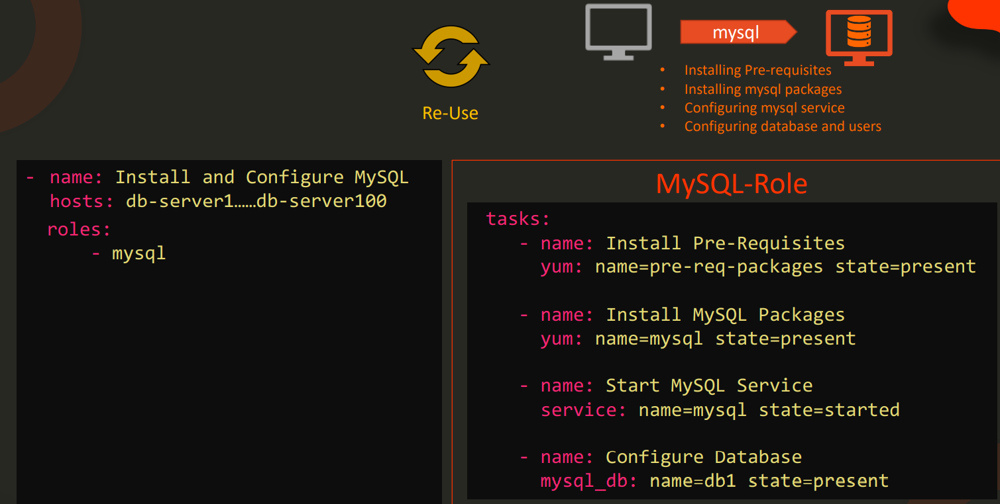 mysql
• Installing Pre-requisites
• Installing mysql packages
• Configuring mysql service
• Configuring database and users
Re-Use
- name: Install and Configure MySQL
hosts: db-server1……db-server100
roles:
- mysql
MySQL-Role
tasks:
- name: Install Pre-Requisites
yum: name=pre-req-packages state=present
- name: Install MySQL Packages
yum: name=mysql state=present
- name: Start MySQL Service
service: name=mysql state=started
- name: Configure Database
mysql_db: name=db1 state=present